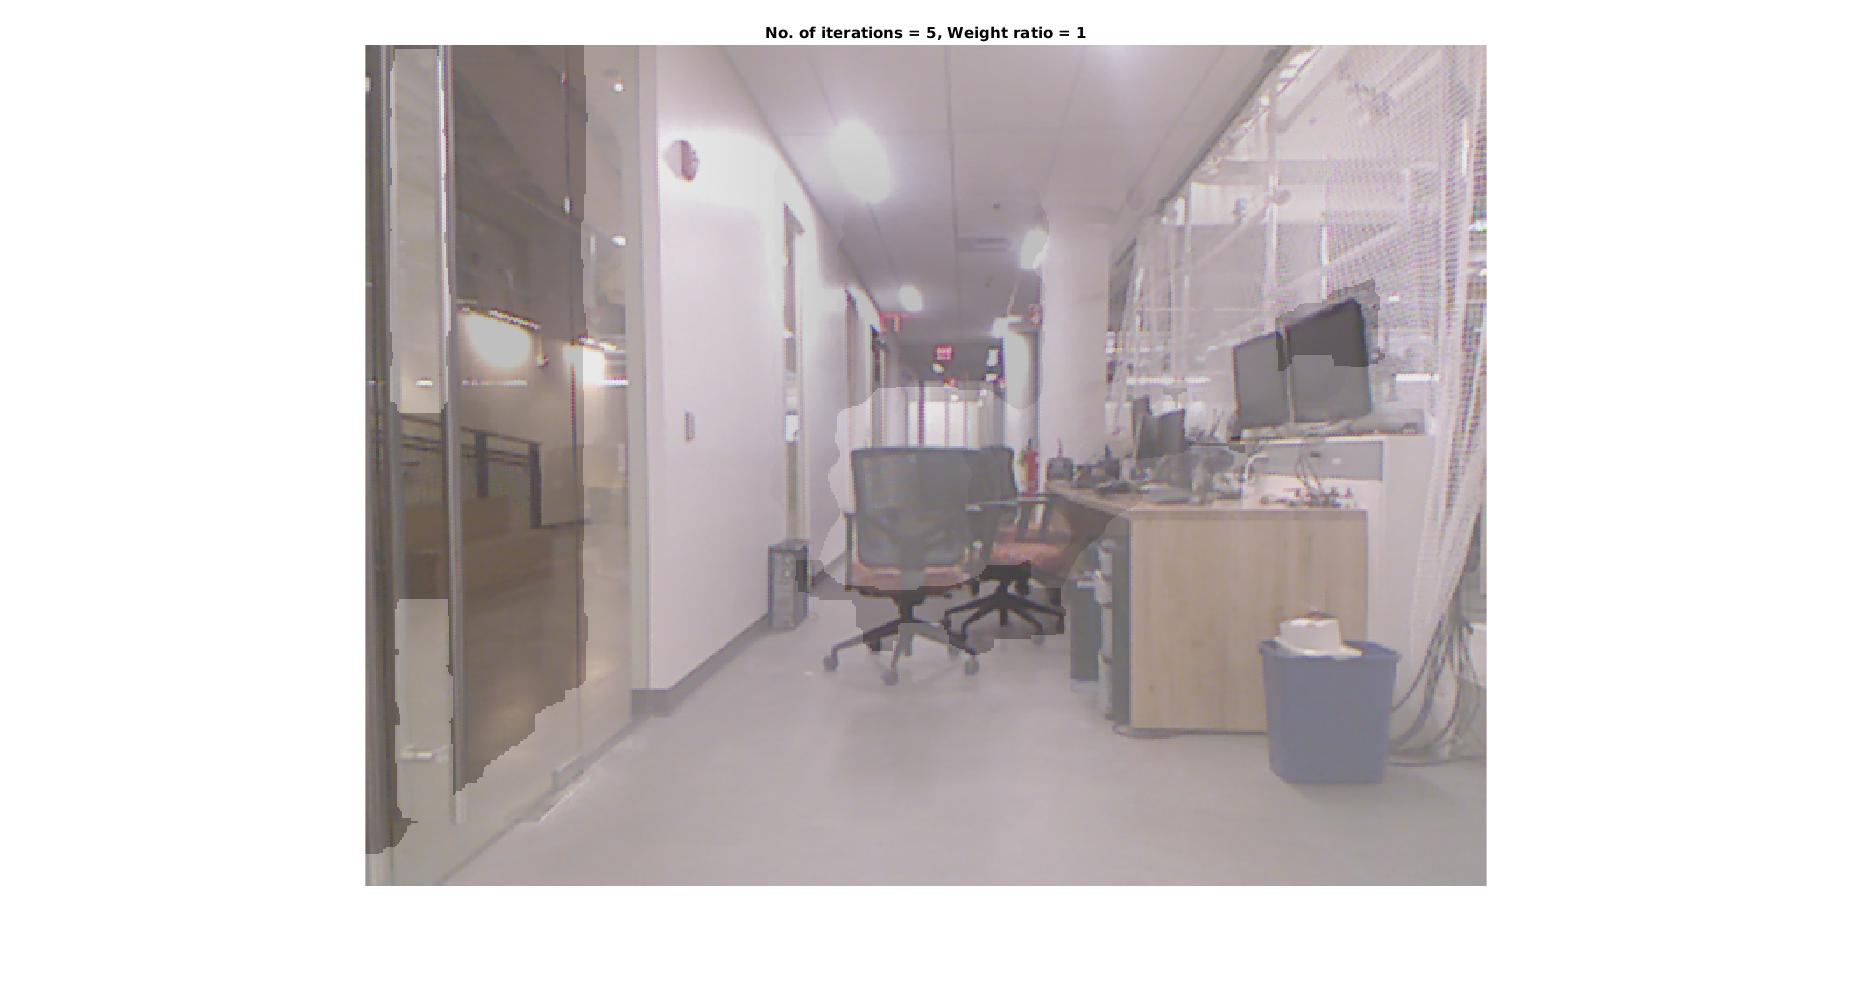 No. of iterations = 5, Weight ratio = 1